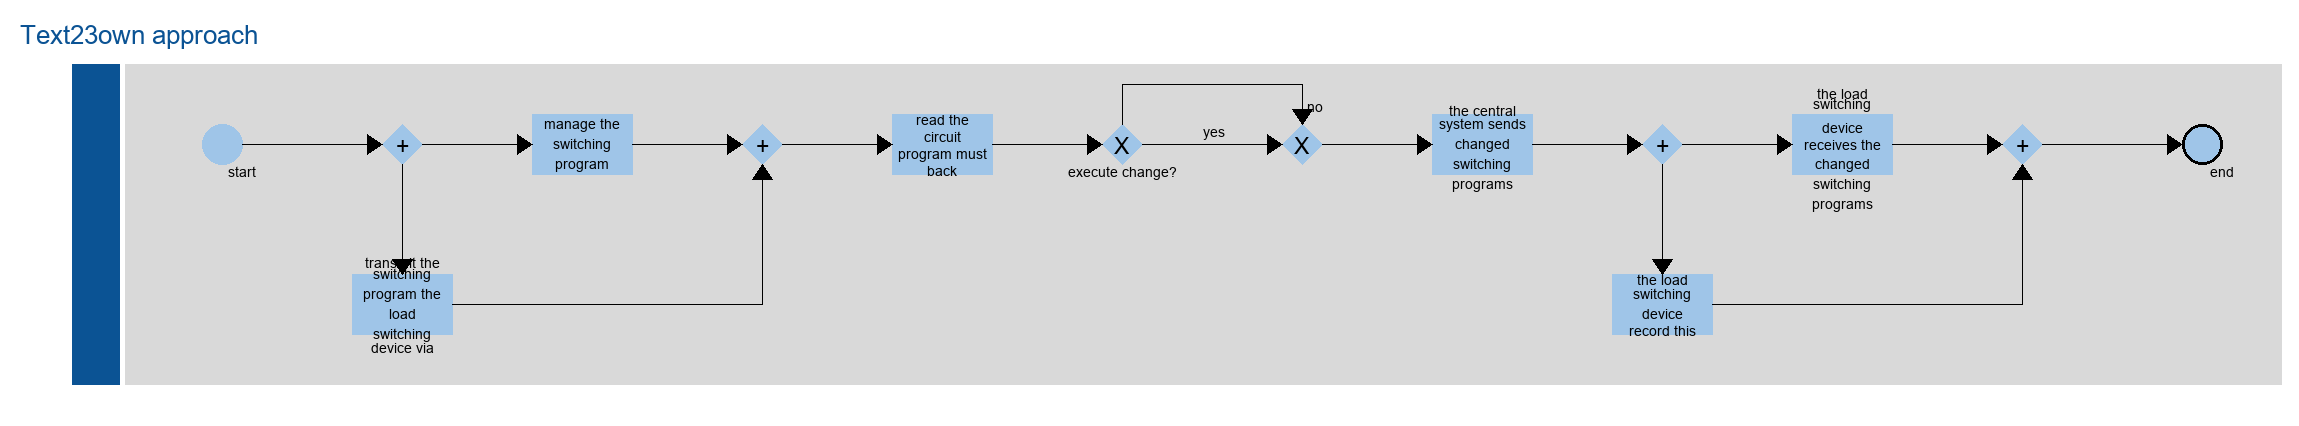 Text23own approach
start
+
manage the
switching
program
transmit the
switching
program the
load
switching
device via
+
read the
circuit
program must
back
X
execute change?
yes
no
X
the central
system sends
changed
switching
programs
+
the load
switching
device
receives the
changed
switching
programs
the load
switching
device
record this
+
end